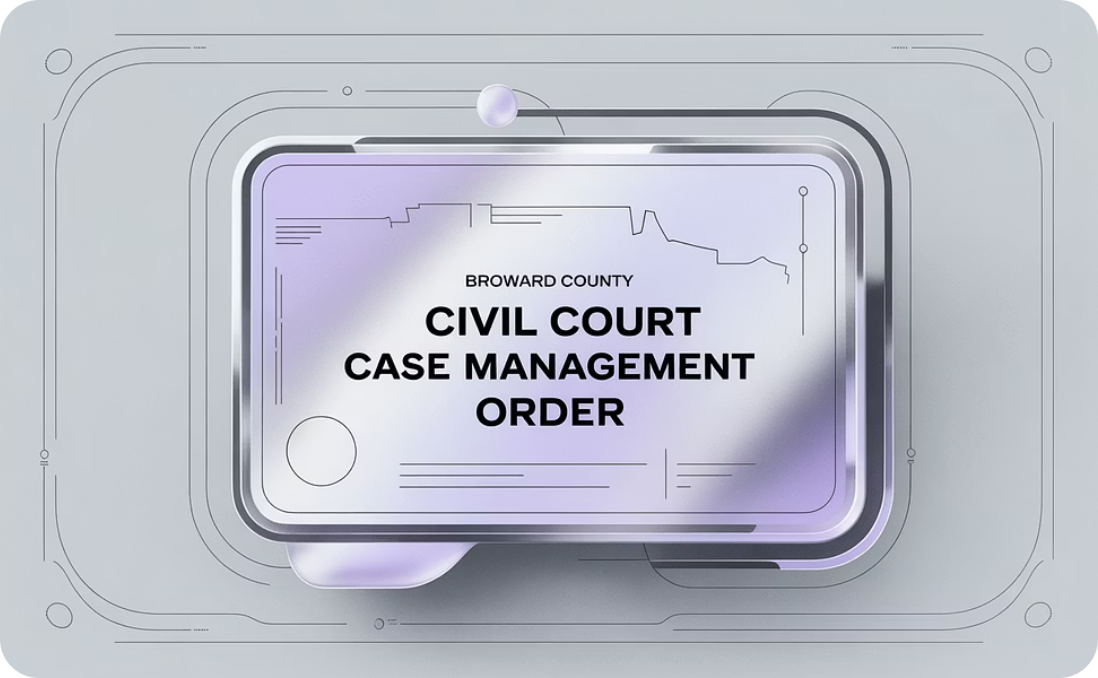 BROWARD COUNTY
CIVIL COURT
CASE MANAGEMENT
ORDER